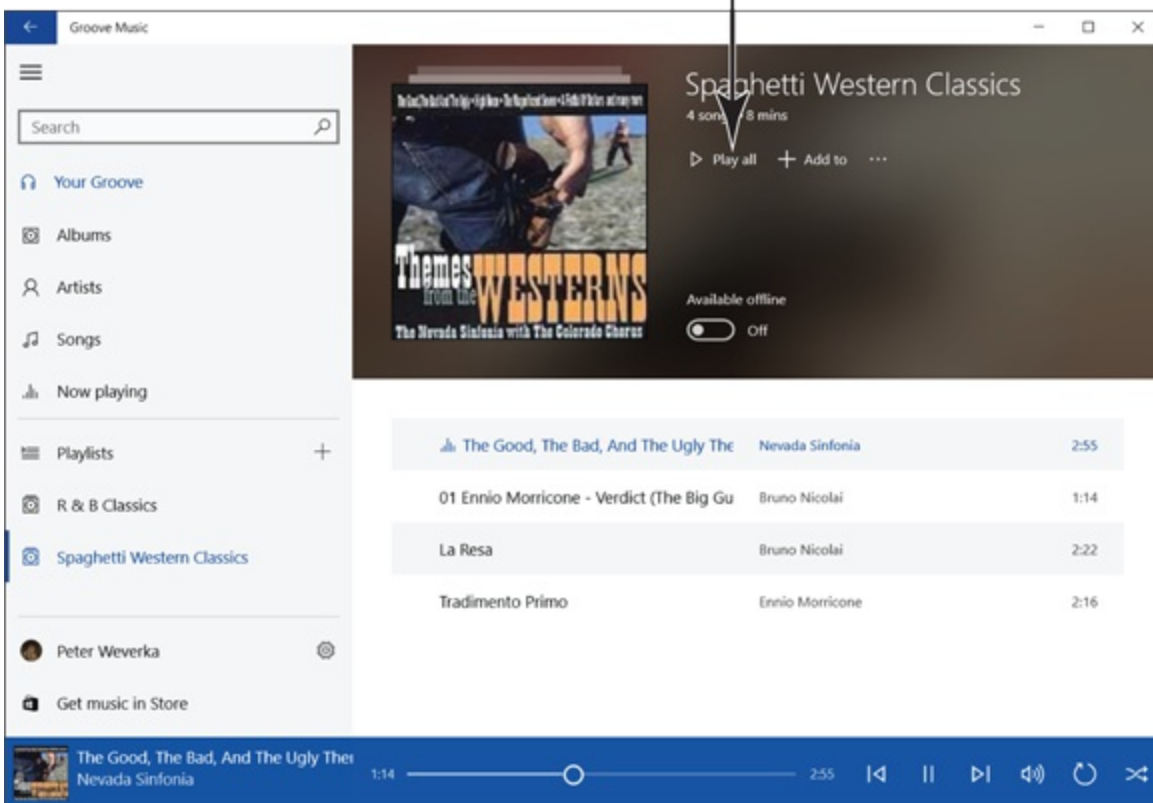 Groove Music
Search
Your Groove
Albums
Artists
Songs
Now playing
Playlists
R & B Classics
Spaghetti Western Classics
Peter Weverka
Get music in Store
Themes
from the WESTERNS
The Nevada Sinfonia with The Colorado Chorus
Spaghetti Western Classics
4 songs 8 mins
Play all Add to ...
Available offline
Off
The Good, The Bad, And The Ugly The Nevada Sinfonia 2:55
01 Ennio Morricone - Verdict (The Big Gu Bruno Nicolai 1:14
La Resa Bruno Nicolai 2:22
Tradimento Primo Ennio Morricone 2:16
The Good, The Bad, And The Ugly Ther
Nevada Sinfonia
1:14 2:55